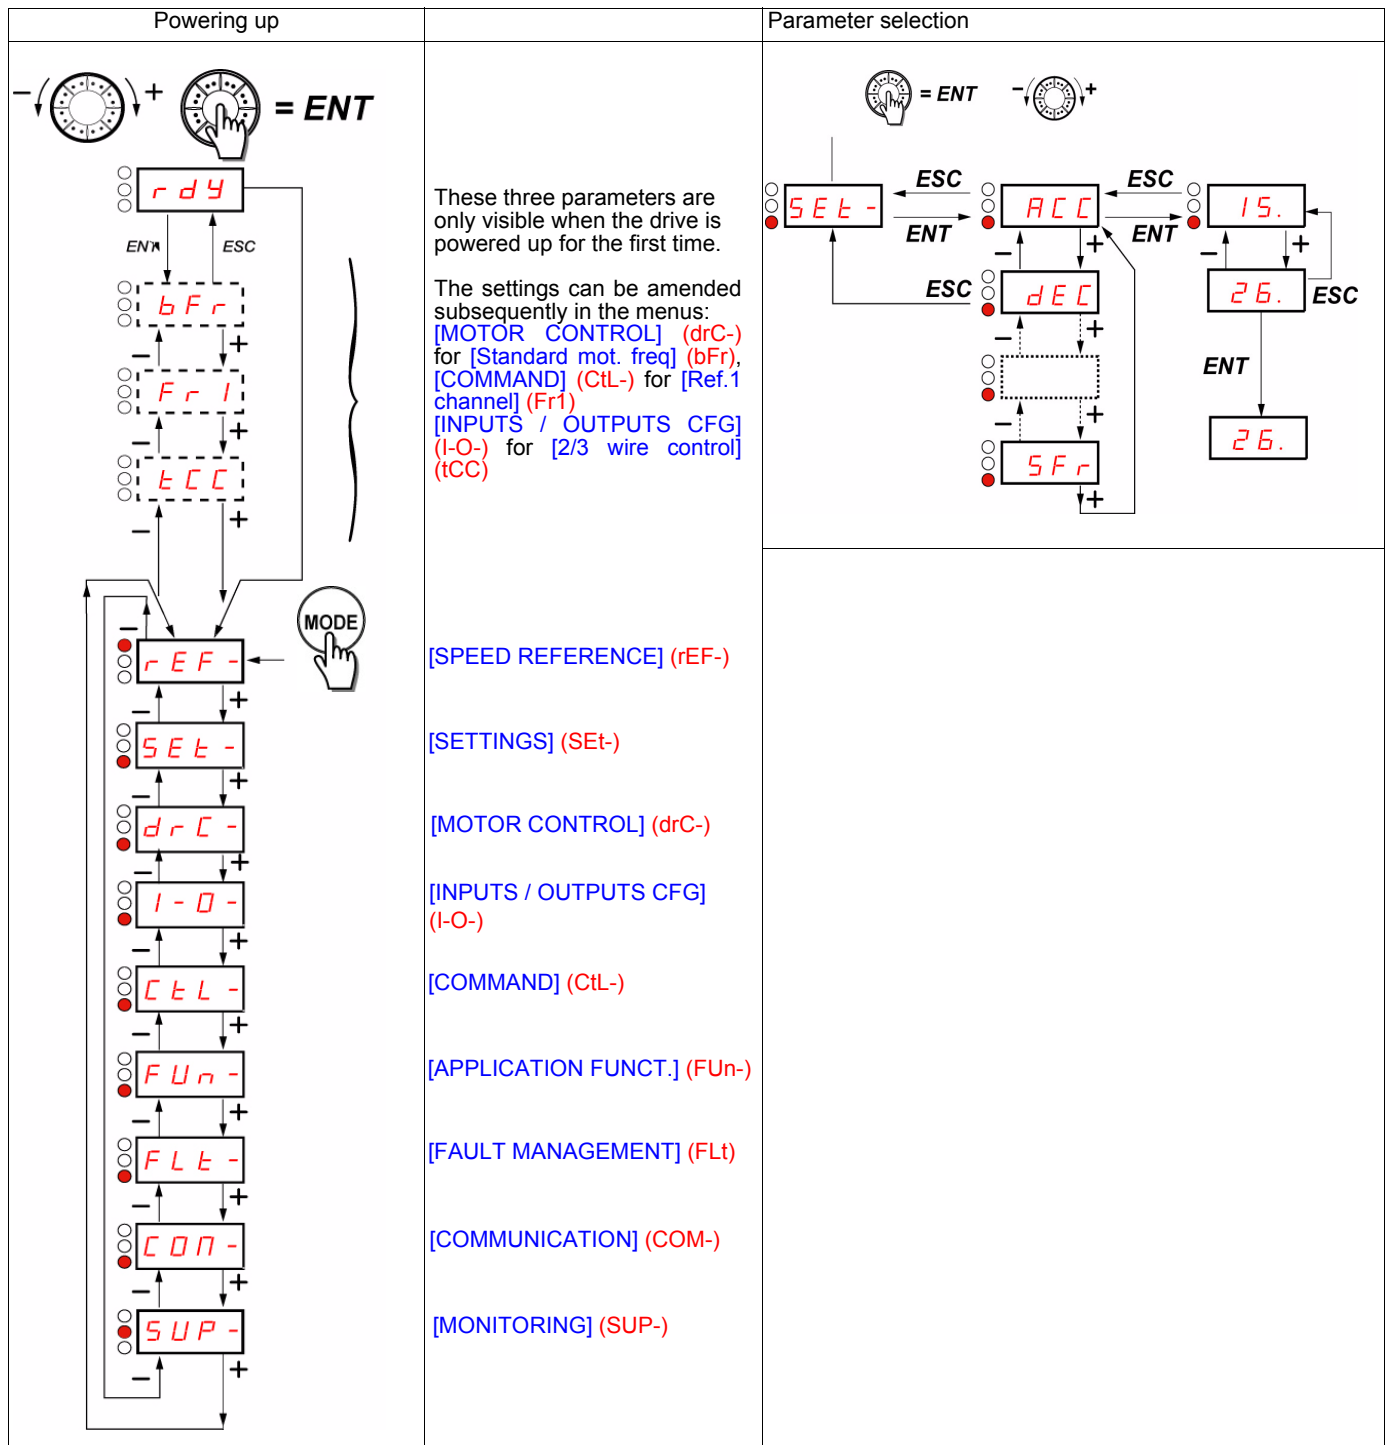 Powering up
Parameter selection
− + = ENT
rdY
ENT ESC
bFr
− +
Fr1
− +
tCC
− +
MODE
−
rEF-
− +
SEt-
− +
drC-
− +
I-O-
− +
CtL-
− +
FUn-
− +
FLt-
− +
COM-
− +
SUP-
− +
These three parameters are
only visible when the drive is
powered up for the first time.
The settings can be amended
subsequently in the menus:
[MOTOR CONTROL] (drC-)
for [Standard mot. freq] (bFr),
[COMMAND] (CtL-) for [Ref.1
channel] (Fr1)
[INPUTS / OUTPUTS CFG]
(I-O-) for [2/3 wire control]
(tCC)
[SPEED REFERENCE] (rEF-)
[SETTINGS] (SEt-)
[MOTOR CONTROL] (drC-)
[INPUTS / OUTPUTS CFG]
(I-O-)
[COMMAND] (CtL-)
[APPLICATION FUNCT.] (FUn-)
[FAULT MANAGEMENT] (FLt)
[COMMUNICATION] (COM-)
[MONITORING] (SUP-)
= ENT − +
ESC ESC
SEt- ACC 15.
ENT ENT
− + − +
ESC dEC 26. ESC
− +
ENT
− +
SFr 26.
+